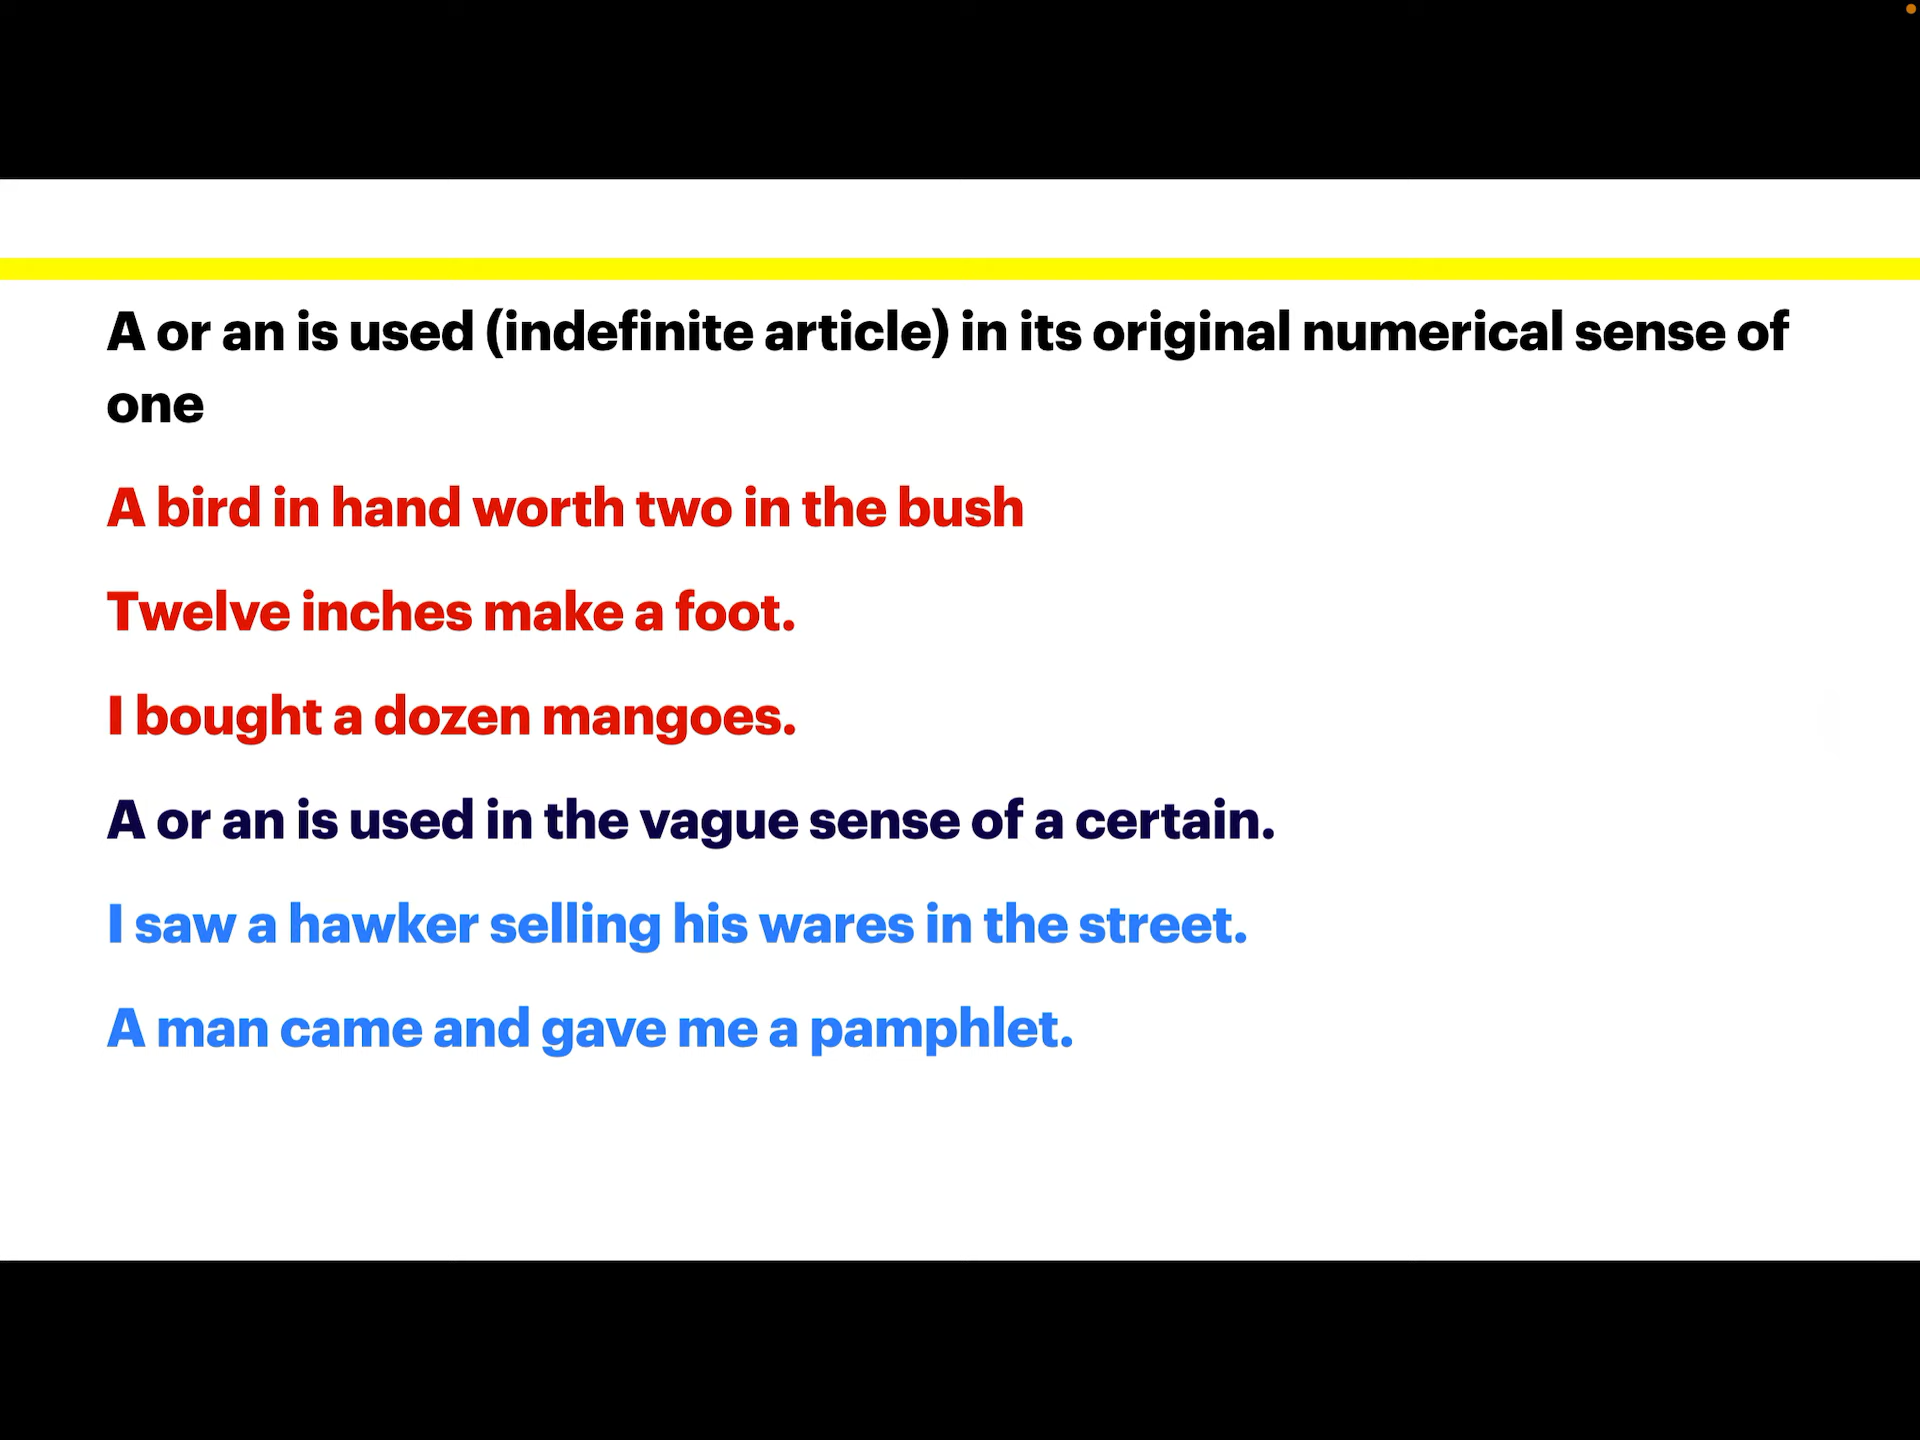 A or an is used (indefinite article) in its original numerical sense of
one
A bird in hand worth two in the bush
Twelve inches make a foot.
I bought a dozen mangoes.
A or an is used in the vague sense of a certain.
I saw a hawker selling his wares in the street.
A man came and gave me a pamphlet.